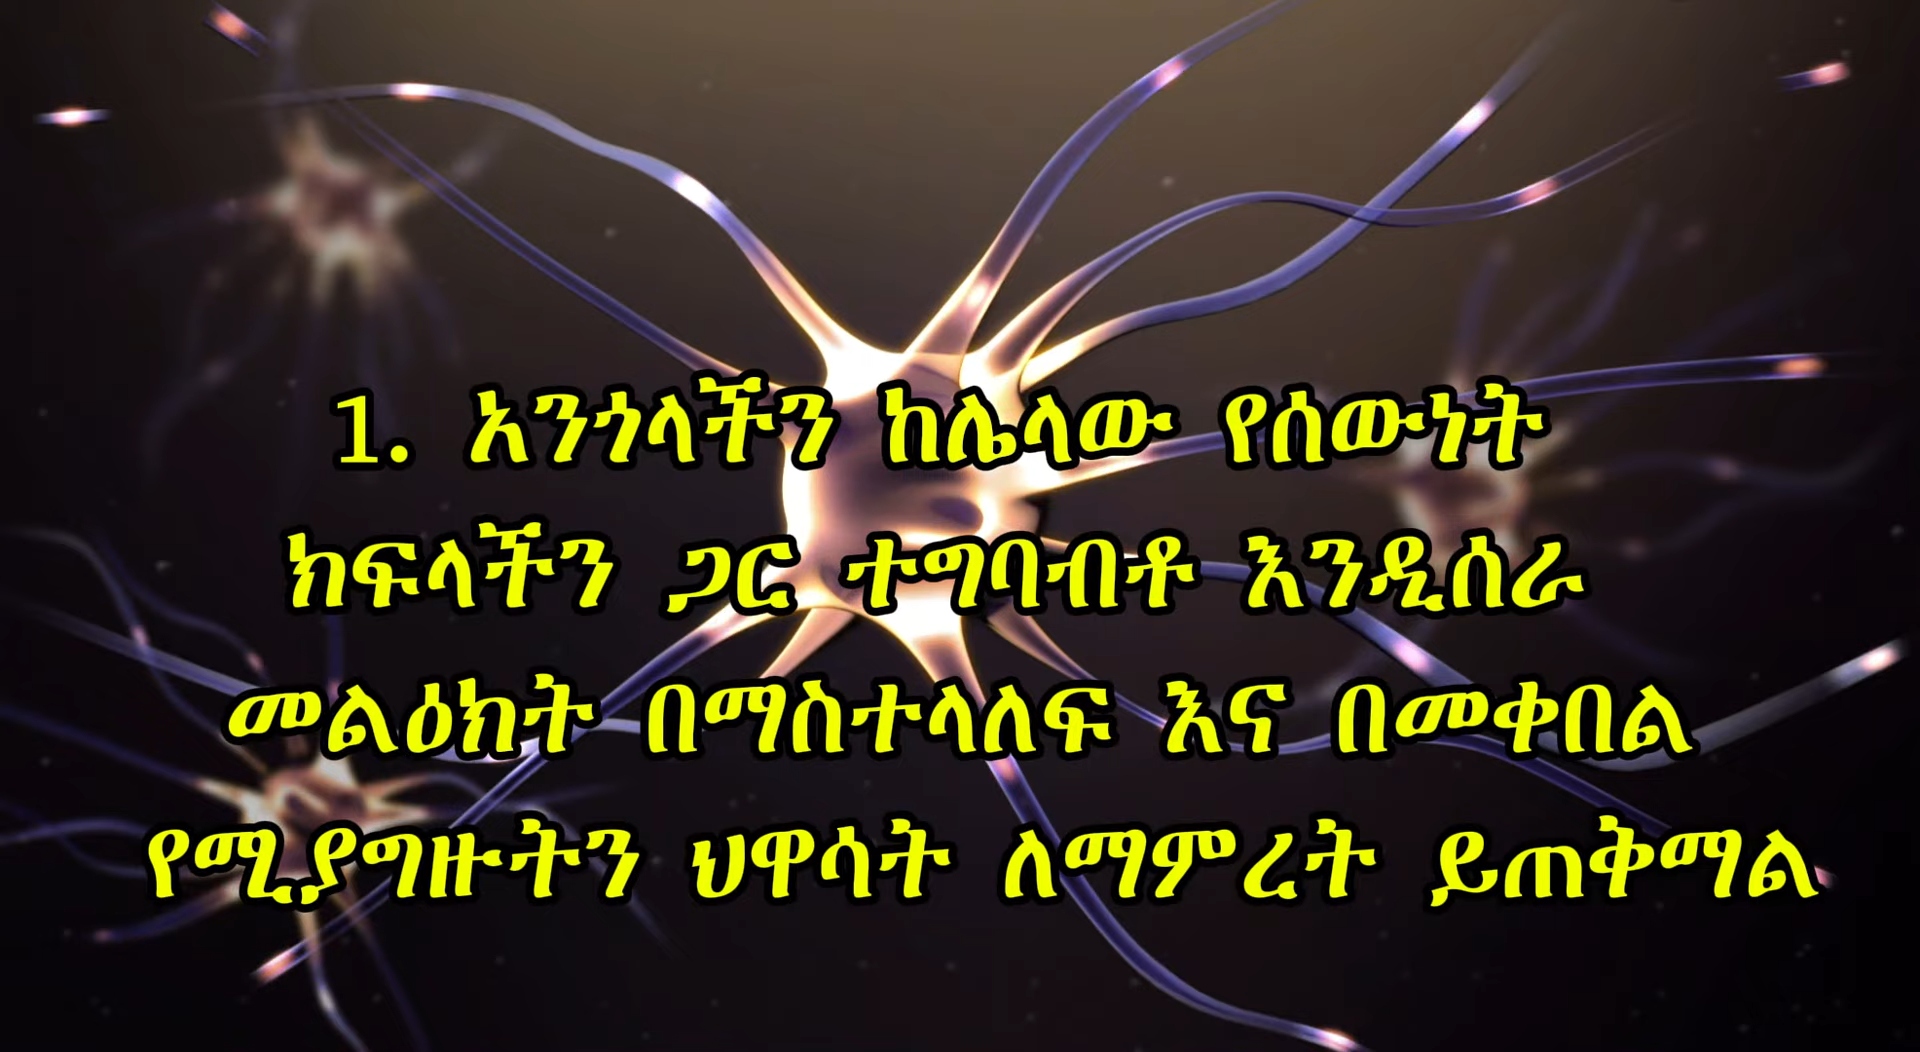 1. አንጎላችን ከሌላው የሰውነት
ክፍላችን ጋር ተግባብቶ እንዲሰራ
መልዕክት በማስተላለፍ እና በመቀበል
የሚያግዙትን ህዋሳት ለማምረት ይጠቅማል